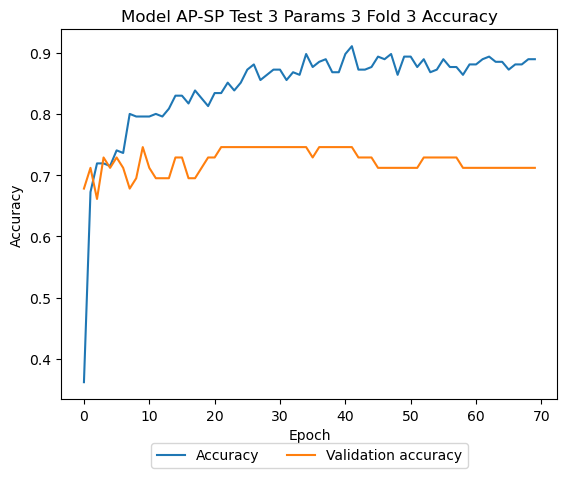 Model AP-SP Test 3 Params 3 Fold 3 Accuracy
Accuracy
0.9
0.8
0.7
0.6
0.5
0.4
0 10 20 30 40 50 60 70
Epoch
Accuracy Validation accuracy